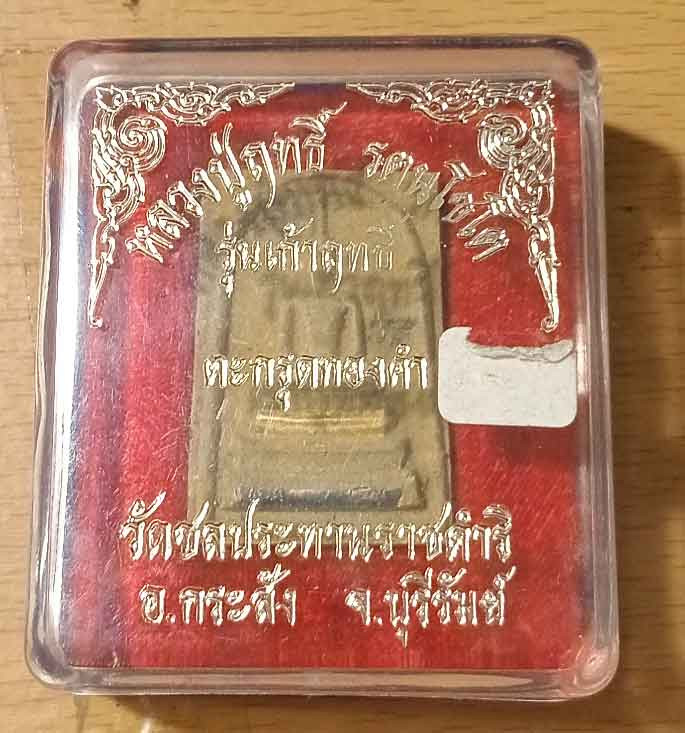 หลวงปู่ฤทธิ์ รตนโชโต
รุ่นเก้าฤทธิ์
ตะกรุดทองคำ
วัดชลประทานราชดำริ
อ.กระสัง จ.บุรีรัมย์